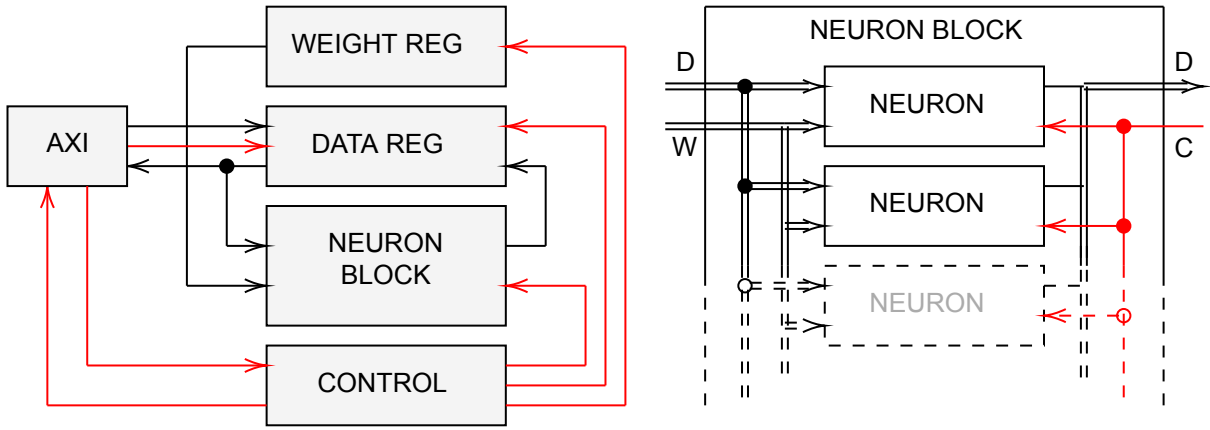 WEIGHT REG
AXI
DATA REG
NEURON
BLOCK
CONTROL
NEURON BLOCK
D
D
NEURON
W
C
NEURON
NEURON